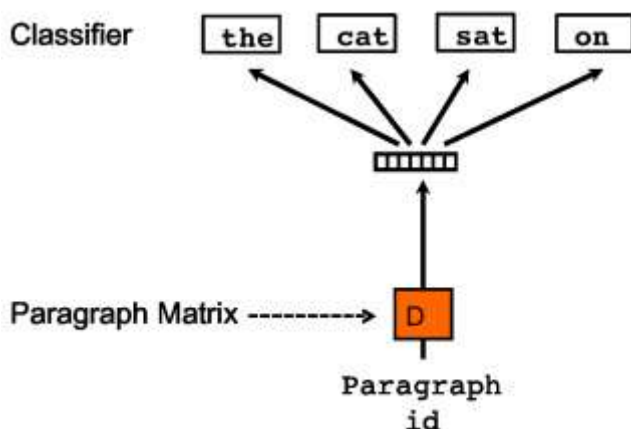 Classifier the cat sat on
Paragraph Matrix D
Paragraph
id